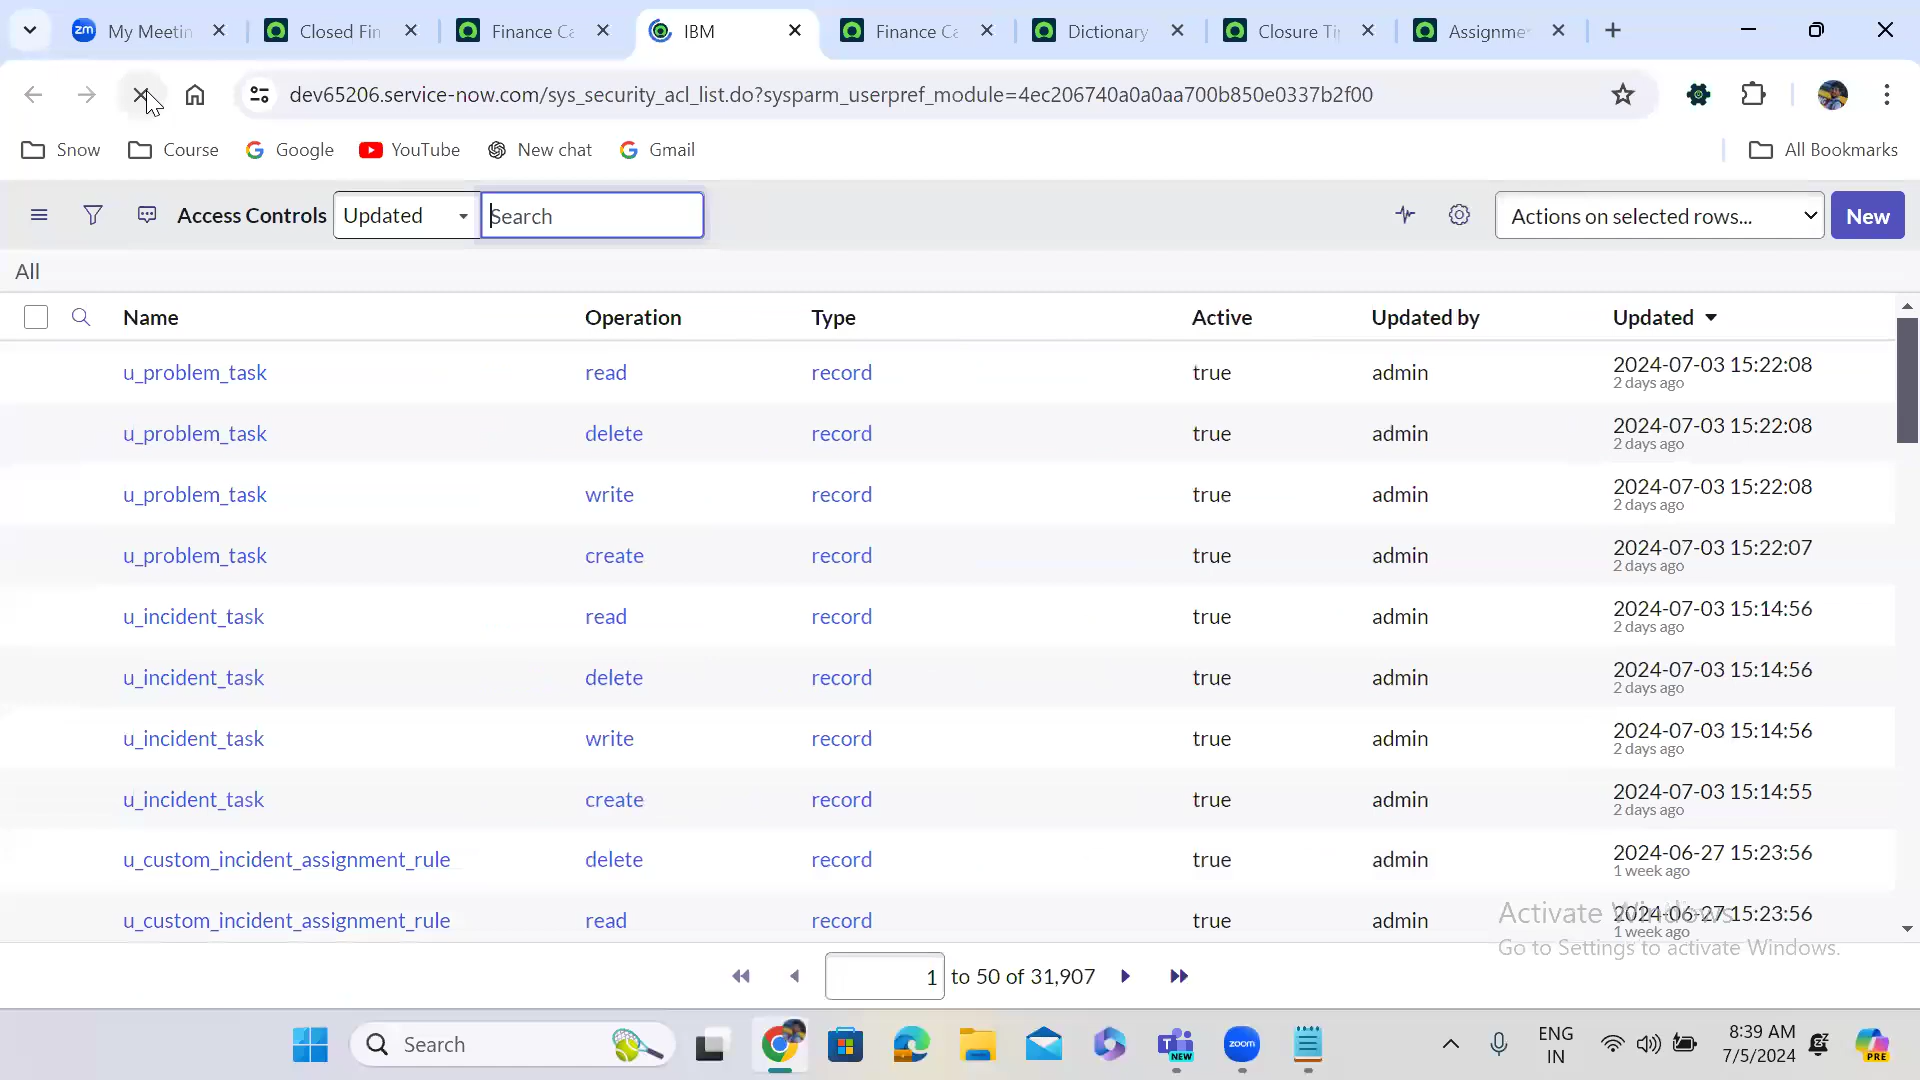 zm My Meetin
Closed Fin
Finance Ca
IBM
Finance Ca
Dictionary
Closure Ti
Assignme
dev65206.service-now.com/sys_security_acl_list.do?sysparm_userpref_module=4ec206740a0a0aa700b850e0337b2f00
Snow Course Google YouTube New chat Gmail All Bookmarks
Access Controls Updated Search Actions on selected rows... New
All
Name Operation Type Active Updated by Updated
u_problem_task read record true admin 2024-07-03 15:22:08
2 days ago
u_problem_task delete record true admin 2024-07-03 15:22:08
2 days ago
u_problem_task write record true admin 2024-07-03 15:22:08
2 days ago
u_problem_task create record true admin 2024-07-03 15:22:07
2 days ago
u_incident_task read record true admin 2024-07-03 15:14:56
2 days ago
u_incident_task delete record true admin 2024-07-03 15:14:56
2 days ago
u_incident_task write record true admin 2024-07-03 15:14:56
2 days ago
u_incident_task create record true admin 2024-07-03 15:14:55
2 days ago
u_custom_incident_assignment_rule delete record true admin 2024-06-27 15:23:56
1 week ago
u_custom_incident_assignment_rule read record true admin 2024-06-27 15:23:56
1 week ago
Activate Windows
Go to Settings to activate Windows.
1 to 50 of 31,907
Search
NEW
zoom
ENG
IN
8:39 AM
7/5/2024
PRE